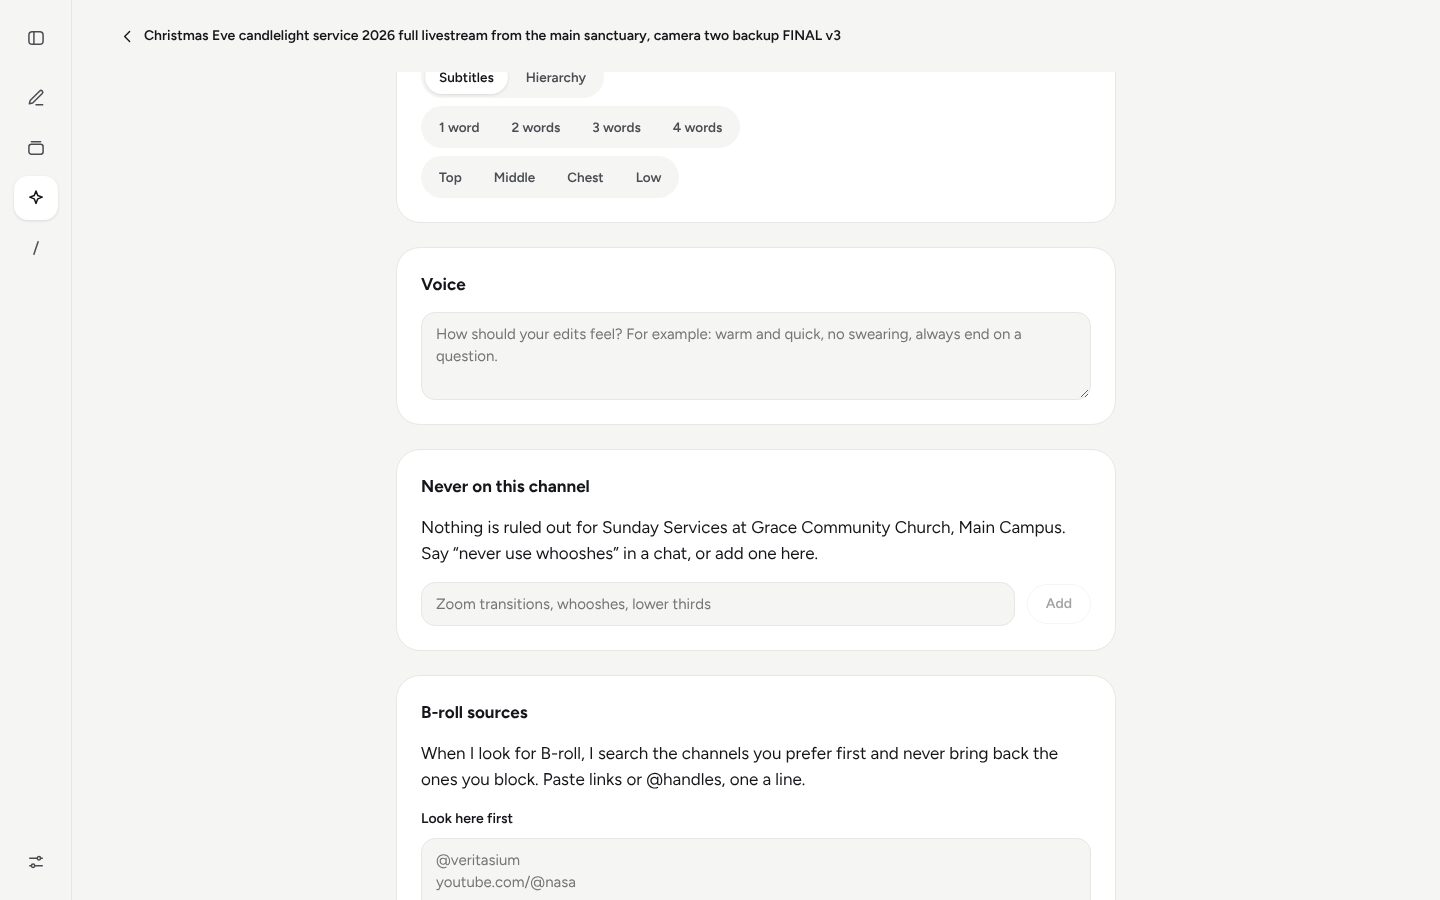 Christmas Eve candlelight service 2026 full livestream from the main sanctuary, camera two backup FINAL v3
Subtitles Hierarchy
1 word 2 words 3 words 4 words
Top Middle Chest Low
Voice
How should your edits feel? For example: warm and quick, no swearing, always end on a
question.
Never on this channel
Nothing is ruled out for Sunday Services at Grace Community Church, Main Campus.
Say “never use whooshes” in a chat, or add one here.
Zoom transitions, whooshes, lower thirds Add
B-roll sources
When I look for B-roll, I search the channels you prefer first and never bring back the
ones you block. Paste links or @handles, one a line.
Look here first
@veritasium
youtube.com/@nasa